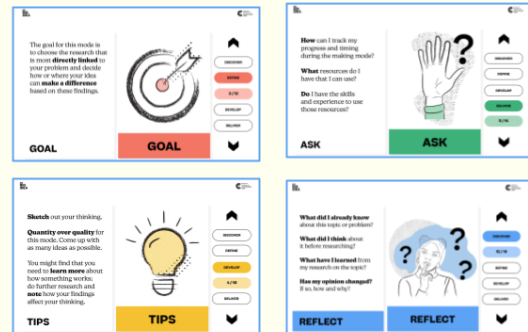 The goal for this mode is
to choose the research that
is most directly linked to
your problem and decide
how or where your idea
can make a difference
based on these findings.
GOAL
GOAL
DISCOVER
DEFINE
DEVELOP
DELIVER
How can I track my
progress and timing
during the making mode?
What resources do I
have that I can use?
Do I have the skills
and experience to use
those resources?
ASK
ASK
DISCOVER
DEFINE
DEVELOP
DELIVER
Sketch out your thinking.
Quantity over quality for
this mode. Come up with
as many ideas as possible.
You might find that you
need to learn more about
how something works:
do further research and
note how your findings
affect your thinking.
TIPS
TIPS
DISCOVER
DEFINE
DEVELOP
DELIVER
What did I already know
about this topic or problem?
What did I think about
it before researching?
What have I learned from
my research on the topic?
Has my opinion changed?
If so, how and why?
REFLECT
REFLECT
DISCOVER
DEFINE
DEVELOP
DELIVER